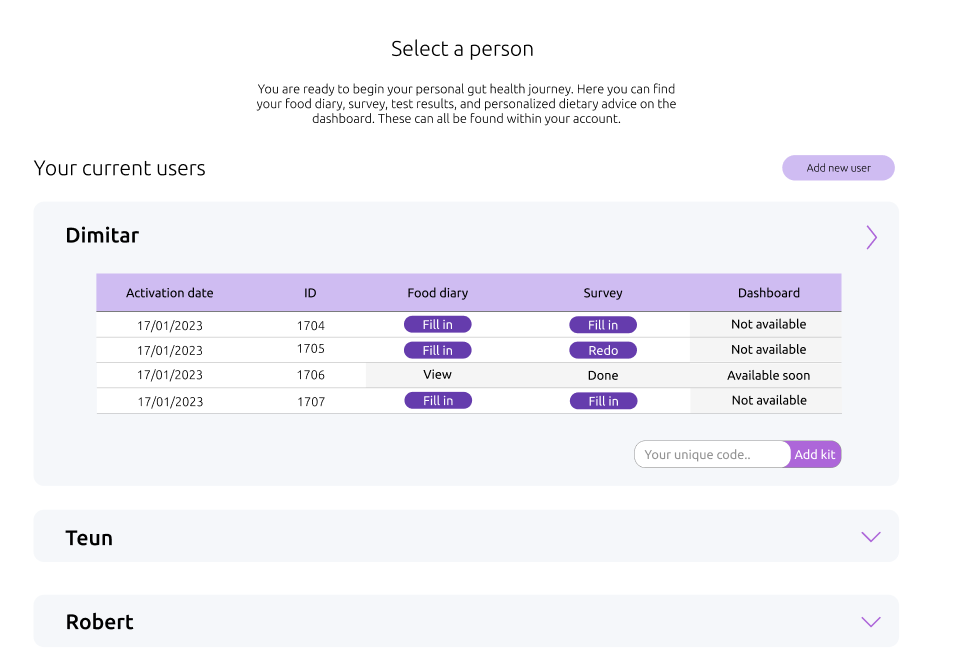 Select a person
You are ready to begin your personal gut health journey. Here you can find
your food diary, survey, test results, and personalized dietary advice on the
dashboard. These can all be found within your account.
Your current users
Add new user
Dimitar
Activation date ID Food diary Survey Dashboard
17/01/2023 1704 Fill in Fill in Not available
17/01/2023 1705 Fill in Redo Not available
17/01/2023 1706 View Done Available soon
17/01/2023 1707 Fill in Fill in Not available
Your unique code.. Add kit
Teun
Robert